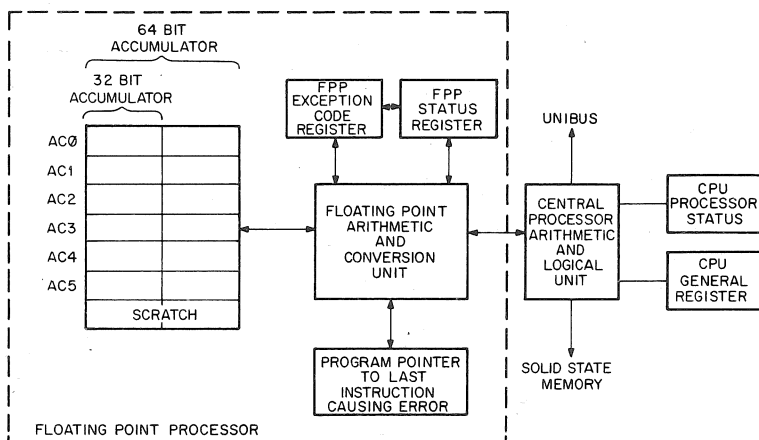 64 BIT
ACCUMULATOR
32 BIT
ACCUMULATOR
ACØ
AC1
AC2
AC3
AC4
AC5
SCRATCH
FPP
EXCEPTION
CODE
REGISTER
FPP
STATUS
REGISTER
FLOATING POINT
ARITHMETIC
AND
CONVERSION
UNIT
PROGRAM POINTER
TO LAST
INSTRUCTION
CAUSING ERROR
FLOATING POINT PROCESSOR
UNIBUS
CENTRAL
PROCESSOR
ARITHMETIC
AND
LOGICAL
UNIT
SOLID STATE
MEMORY
CPU
PROCESSOR
STATUS
CPU
GENERAL
REGISTER